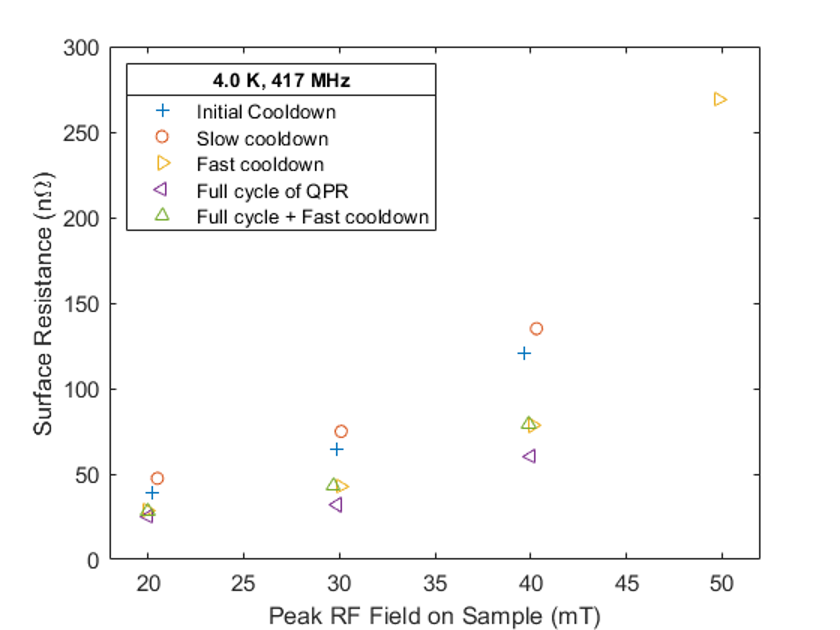 300
250
200
150
100
50
0
Surface Resistance (nΩ)
4.0 K, 417 MHz
Initial Cooldown
Slow cooldown
Fast cooldown
Full cycle of QPR
Full cycle + Fast cooldown
20 25 30 35 40 45 50
Peak RF Field on Sample (mT)